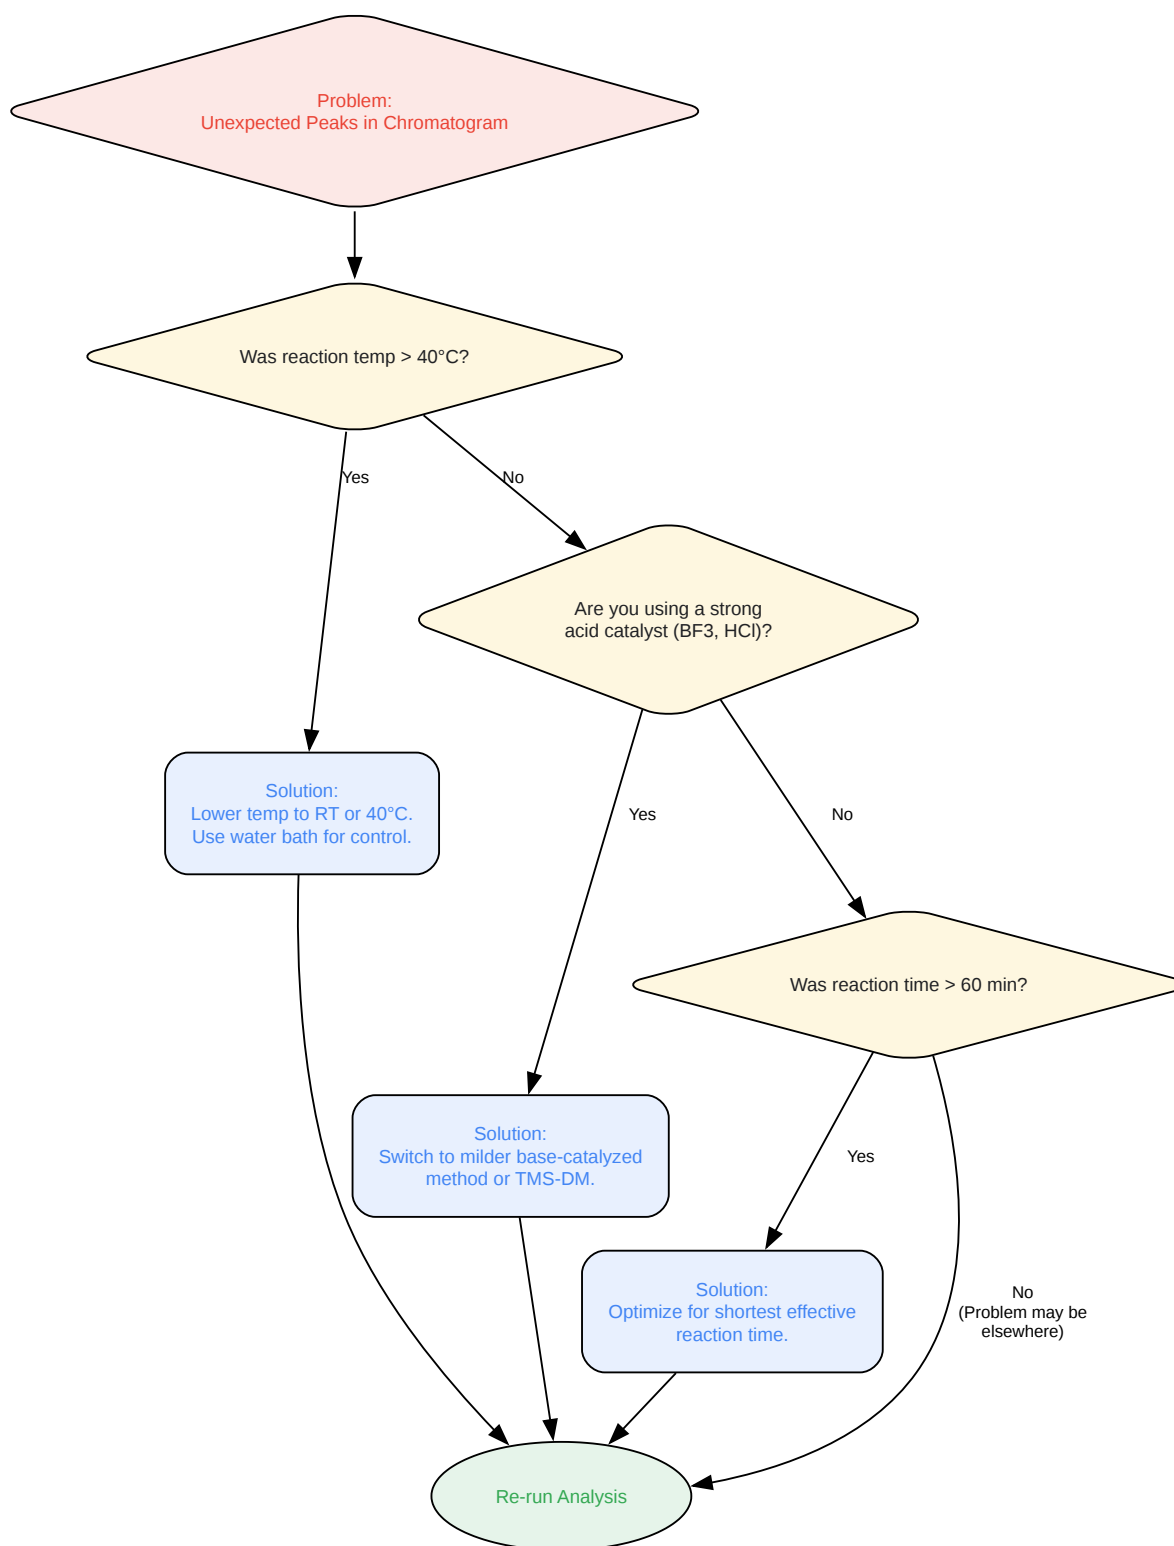 Problem:
Unexpected Peaks in Chromatogram
Was reaction temp > 40°C?
Yes
No
Are you using a strong
acid catalyst (BF3, HCl)?
Solution:
Lower temp to RT or 40°C.
Use water bath for control.
Yes
No
Was reaction time > 60 min?
Solution:
Switch to milder base-catalyzed
method or TMS-DM.
Yes
Solution:
Optimize for shortest effective
reaction time.
No
(Problem may be
elsewhere)
Re-run Analysis